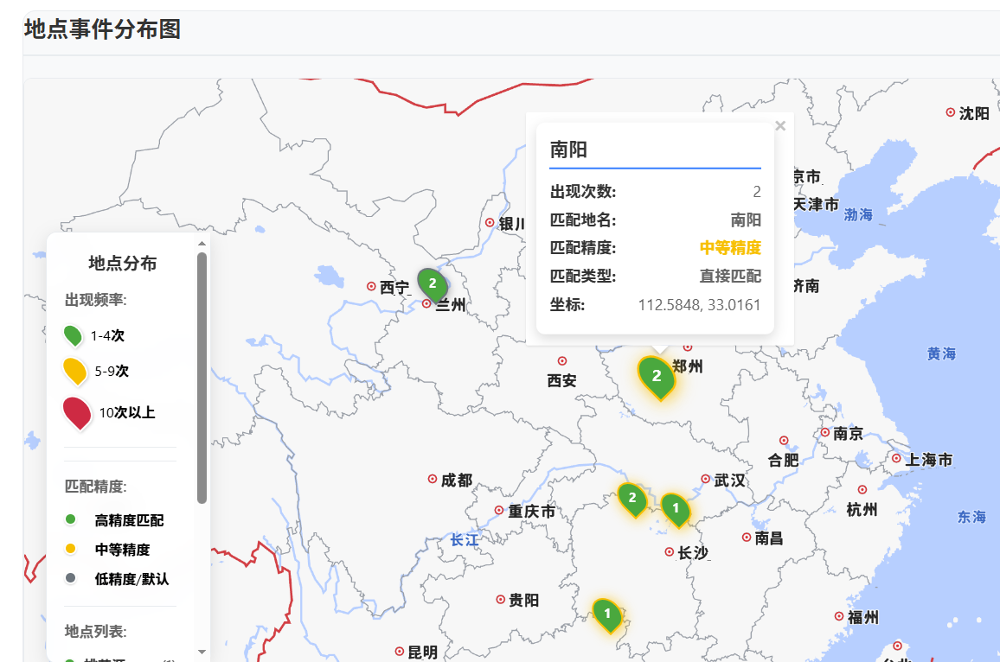 地点事件分布图
沈阳
南阳
出现次数: 2
匹配地名: 南阳
匹配精度: 中等精度
匹配类型: 直接匹配
坐标: 112.5848, 33.0161
京市
天津市
渤海
银川
地点分布
出现频率:
1-4次
5-9次
10次以上
匹配精度:
高精度匹配
中等精度
低精度/默认
地点列表:
西宁
2
兰州
济南
黄海
西安
2
郑州
南京
合肥
上海市
成都
武汉
2
1
重庆市
杭州
东海
长江
长沙
南昌
贵阳
1
福州
昆明